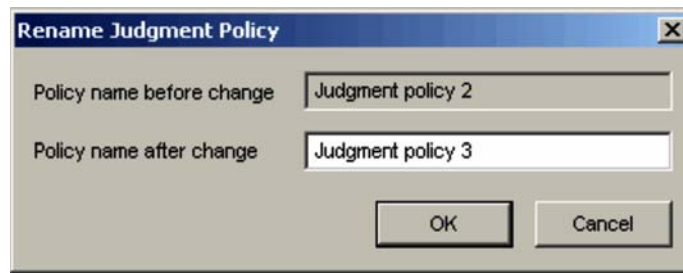 Rename Judgment Policy
Policy name before change Judgment policy 2
Policy name after change Judgment policy 3
OK Cancel